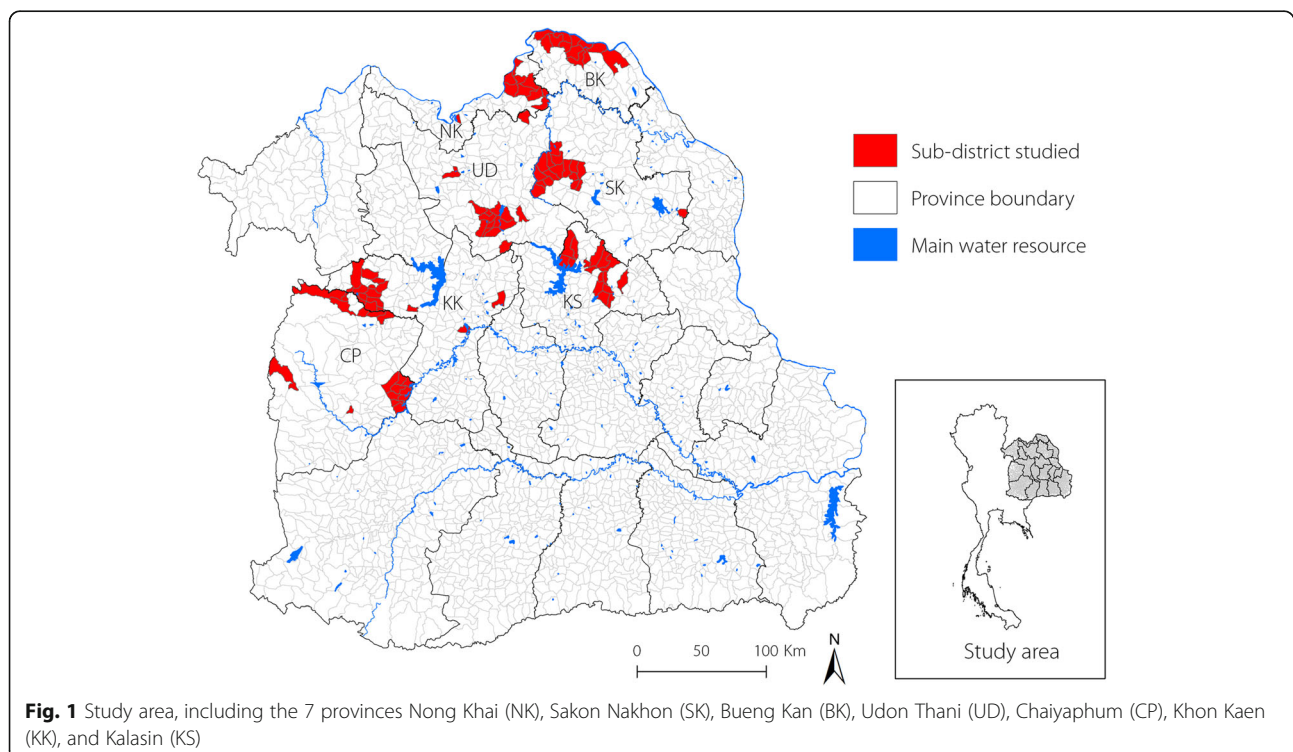 BK
NK
UD
SK
KK
KS
CP
Sub-district studied
Province boundary
Main water resource
0 50 100 Km
N
Study area
Fig. 1 Study area, including the 7 provinces Nong Khai (NK), Sakon Nakhon (SK), Bueng Kan (BK), Udon Thani (UD), Chaiyaphum (CP), Khon Kaen
(KK), and Kalasin (KS)